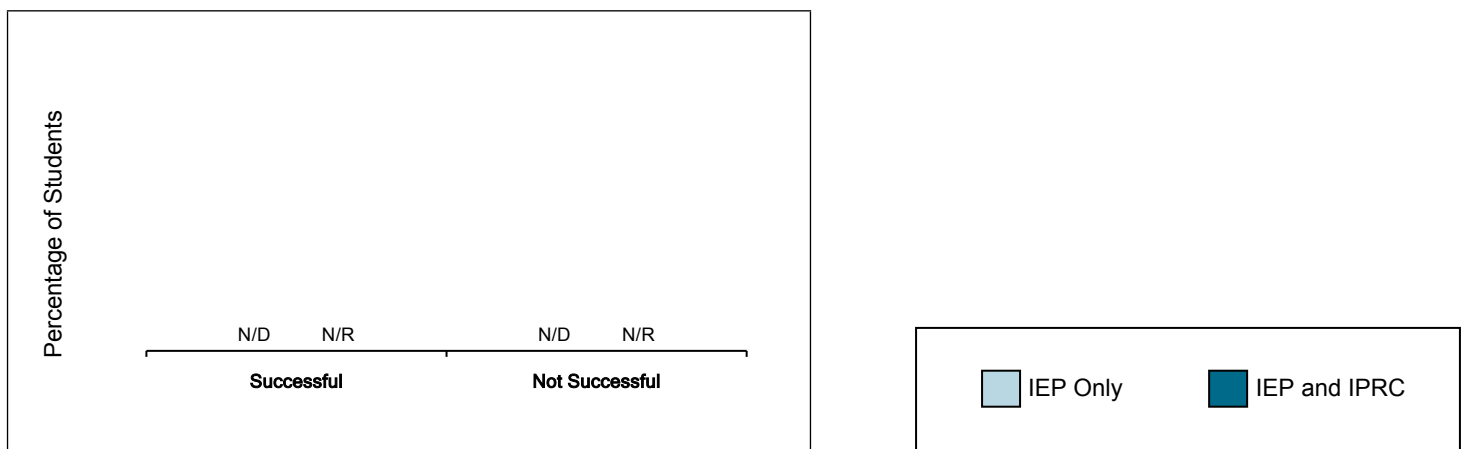 Percentage of Students
N/D N/R N/D N/R
Successful Not Successful
IEP Only IEP and IPRC